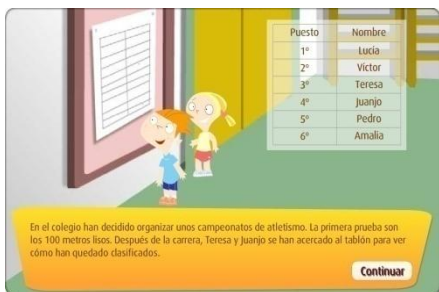 Puesto Nombre
1º Lucía
2º Víctor
3º Teresa
4º Juanjo
5º Pedro
6º Amalia
En el colegio han decidido organizar unos campeonatos de atletismo. La primera prueba son
los 100 metros lisos. Después de la carrera, Teresa y Juanjo se han acercado al tablón para ver
cómo han quedado clasificados.
Continuar